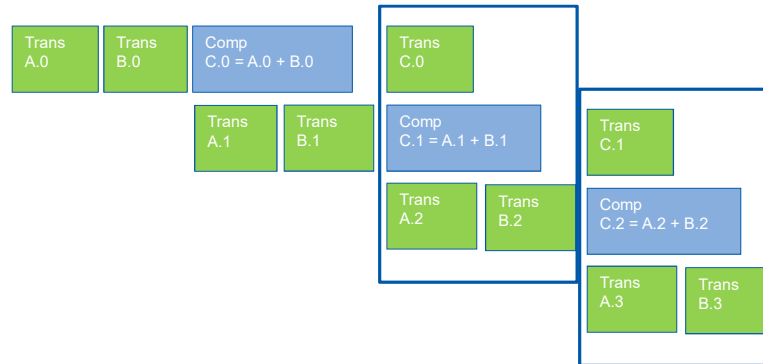 Trans
A.0
Trans
B.0
Comp
C.0 = A.0 + B.0
Trans
C.0
Trans
A.1
Trans
B.1
Comp
C.1 = A.1 + B.1
Trans
C.1
Trans
A.2
Trans
B.2
Comp
C.2 = A.2 + B.2
Trans
A.3
Trans
B.3